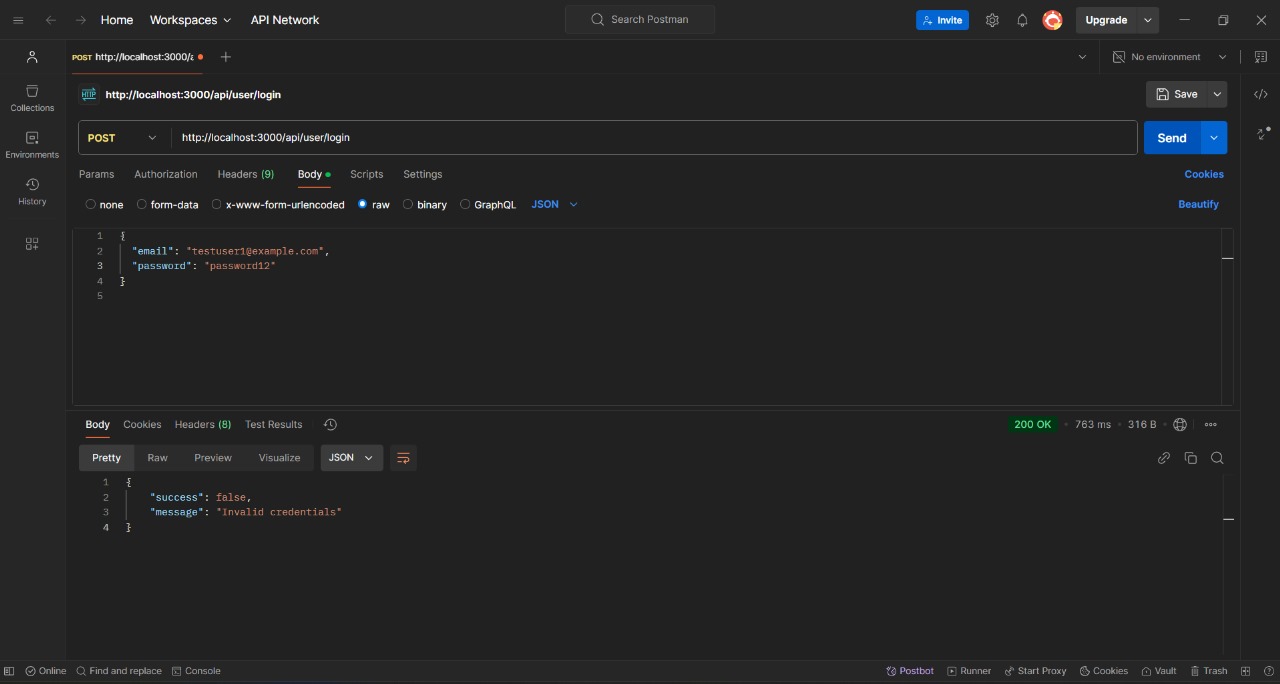 Home Workspaces API Network Search Postman Invite Upgrade
POST http://localhost:3000/a No environment
http://localhost:3000/api/user/login Save
Collections
POST http://localhost:3000/api/user/login Send
Environments
Params Authorization Headers (9) Body Scripts Settings Cookies
History
none form-data x-www-form-urlencoded raw binary GraphQL JSON Beautify
1 {
2 "email": "testuser1@example.com",
3 "password": "password12"
4 }
5
Body Cookies Headers (8) Test Results 200 OK 763 ms 316 B
Pretty Raw Preview Visualize JSON
1 {
2 "success": false,
3 "message": "Invalid credentials"
4 }
Online Find and replace Console Postbot Runner Start Proxy Cookies Vault Trash